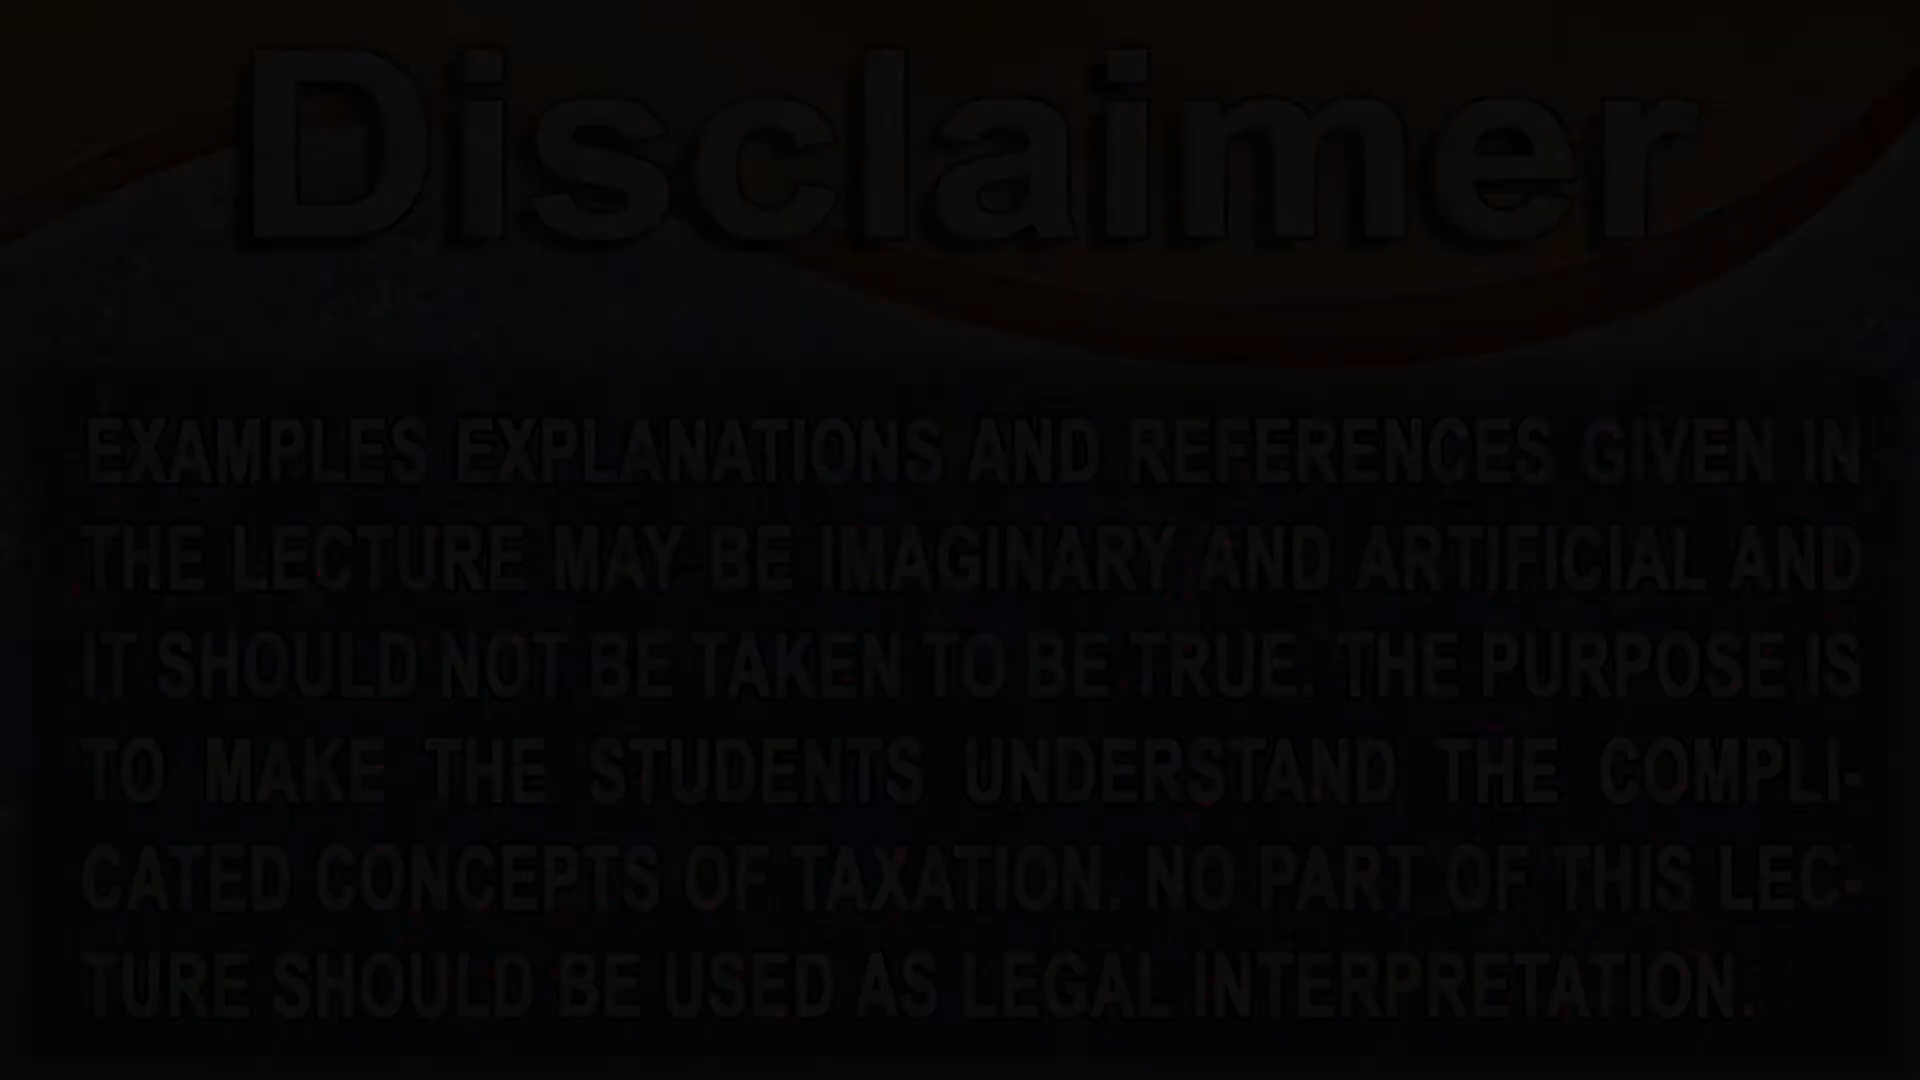 Disclaimer
EXAMPLES EXPLANATIONS AND REFERENCES GIVEN IN
THE LECTURE MAY BE IMAGINARY AND ARTIFICIAL AND
IT SHOULD NOT BE TAKEN TO BE TRUE. THE PURPOSE IS
TO MAKE THE STUDENTS UNDERSTAND THE COMPLI-
CATED CONCEPTS OF TAXATION. NO PART OF THIS LEC-
TURE SHOULD BE USED AS LEGAL INTERPRETATION.